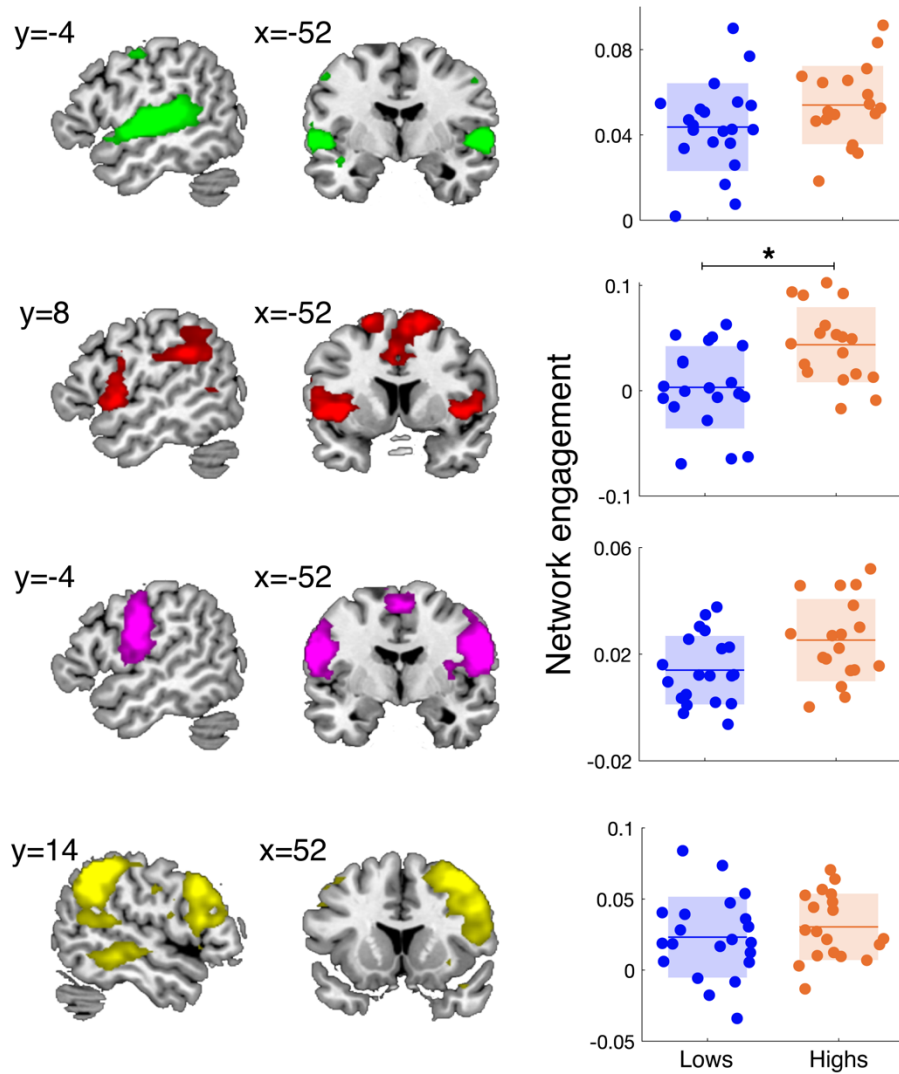 y=-4 x=-52
0.08
0.04
0
*
y=8 x=-52
0.1
0
-0.1
Network engagement
y=-4 x=-52
0.06
0.02
-0.02
y=14 x=52
0.1
0.05
0
-0.05
Lows Highs